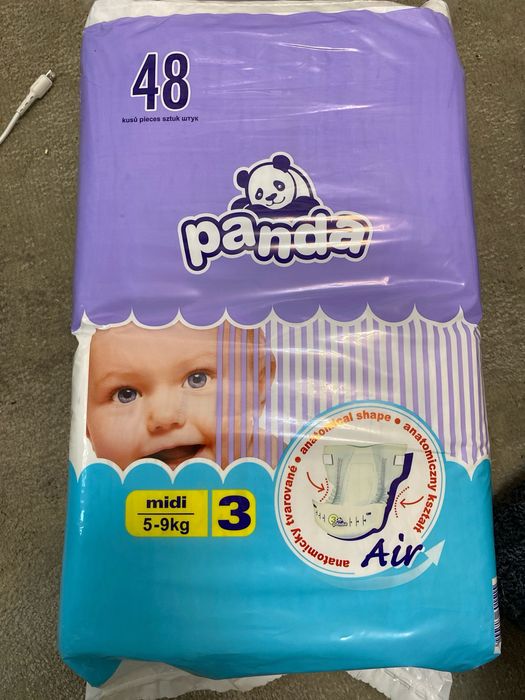 48
kusů pieces sztuk штук
panda
anatomicky tvarované • anatomical shape • anatomiczny kształt
midi
5-9kg
3
Air